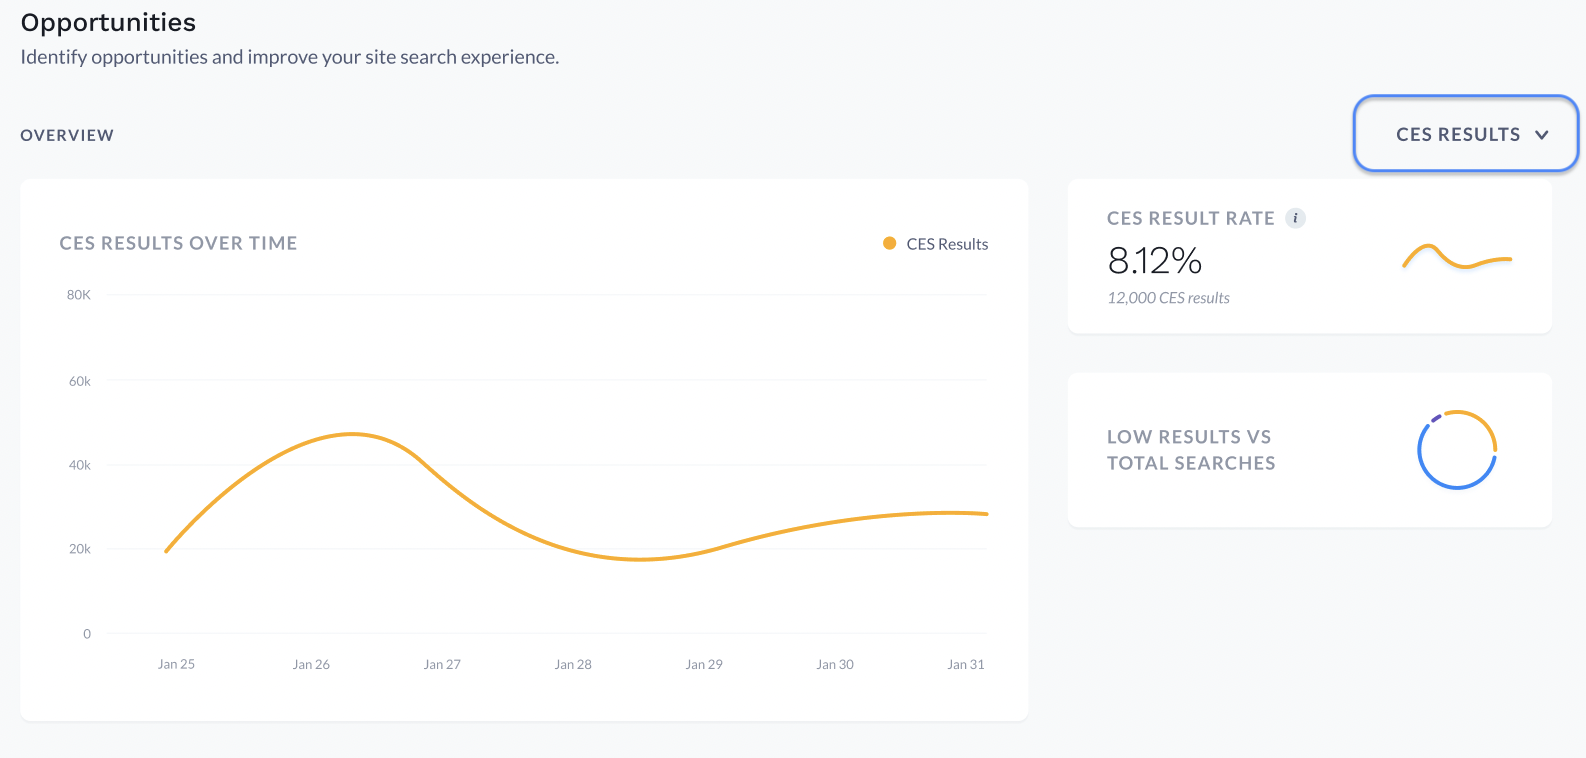 Opportunities
Identify opportunities and improve your site search experience.
OVERVIEW
CES RESULTS
CES RESULTS OVER TIME
CES Results
80K
60k
40k
20k
0
Jan 25
Jan 26
Jan 27
Jan 28
Jan 29
Jan 30
Jan 31
CES RESULT RATE i
8.12%
12,000 CES results
LOW RESULTS VS
TOTAL SEARCHES